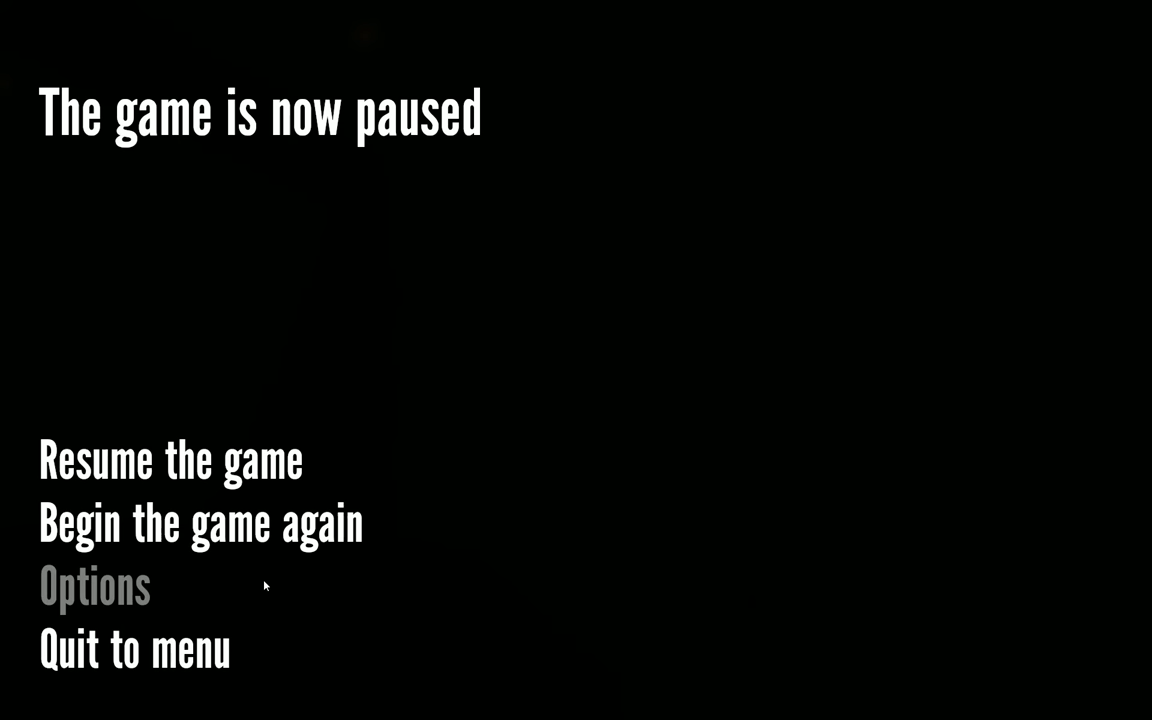 The game is now paused
Resume the game
Begin the game again
Options
Quit to menu